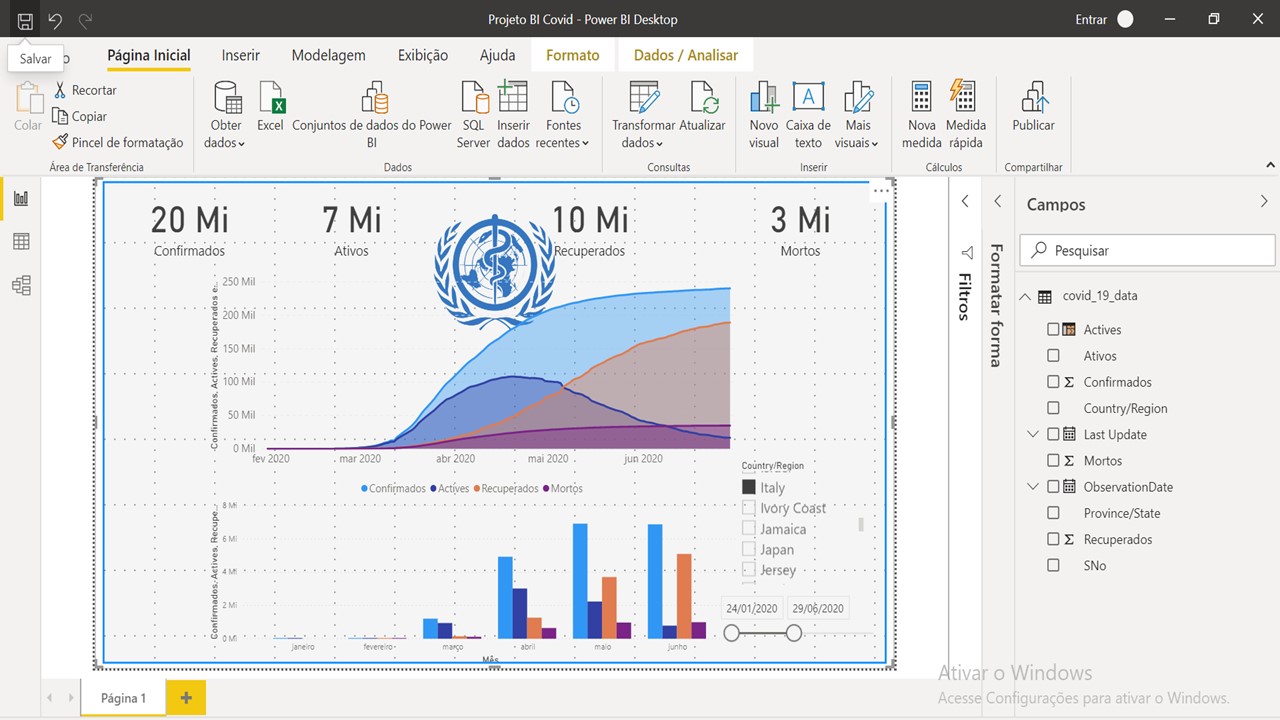 Projeto BI Covid - Power BI Desktop
Entrar
Salvar
Página Inicial
Inserir
Modelagem
Exibição
Ajuda
Formato
Dados / Analisar
Colar
Recortar
Copiar
Pincel de formatação
Área de Transferência
Obter dados
Excel
Conjuntos de dados do Power BI
SQL Server
Inserir dados
Fontes recentes
Dados
Transformar dados
Atualizar
Consultas
Novo visual
Caixa de texto
Mais visuais
Inserir
Nova medida
Medida rápida
Cálculos
Publicar
Compartilhar
20 Mi
Confirmados
7 Mi
Ativos
10 Mi
Recuperados
3 Mi
Mortos
Confirmados, Actives, Recuperados e...
250 Mil
200 Mil
150 Mil
100 Mil
50 Mil
0 Mil
fev 2020
mar 2020
abr 2020
mai 2020
jun 2020
Confirmados
Actives
Recuperados
Mortos
Confirmados, Actives, Recupe...
8 Mi
6 Mi
4 Mi
2 Mi
0 Mi
janeiro
fevereiro
março
abril
maio
junho
Mês
Country/Region
Italy
Ivory Coast
Jamaica
Japan
Jersey
24/01/2020
29/06/2020
Filtros
Formatar forma
Campos
Pesquisar
covid_19_data
Actives
Ativos
Confirmados
Country/Region
Last Update
Mortos
ObservationDate
Province/State
Recuperados
SNo
Ativar o Windows
Acesse Configurações para ativar o Windows.
Página 1